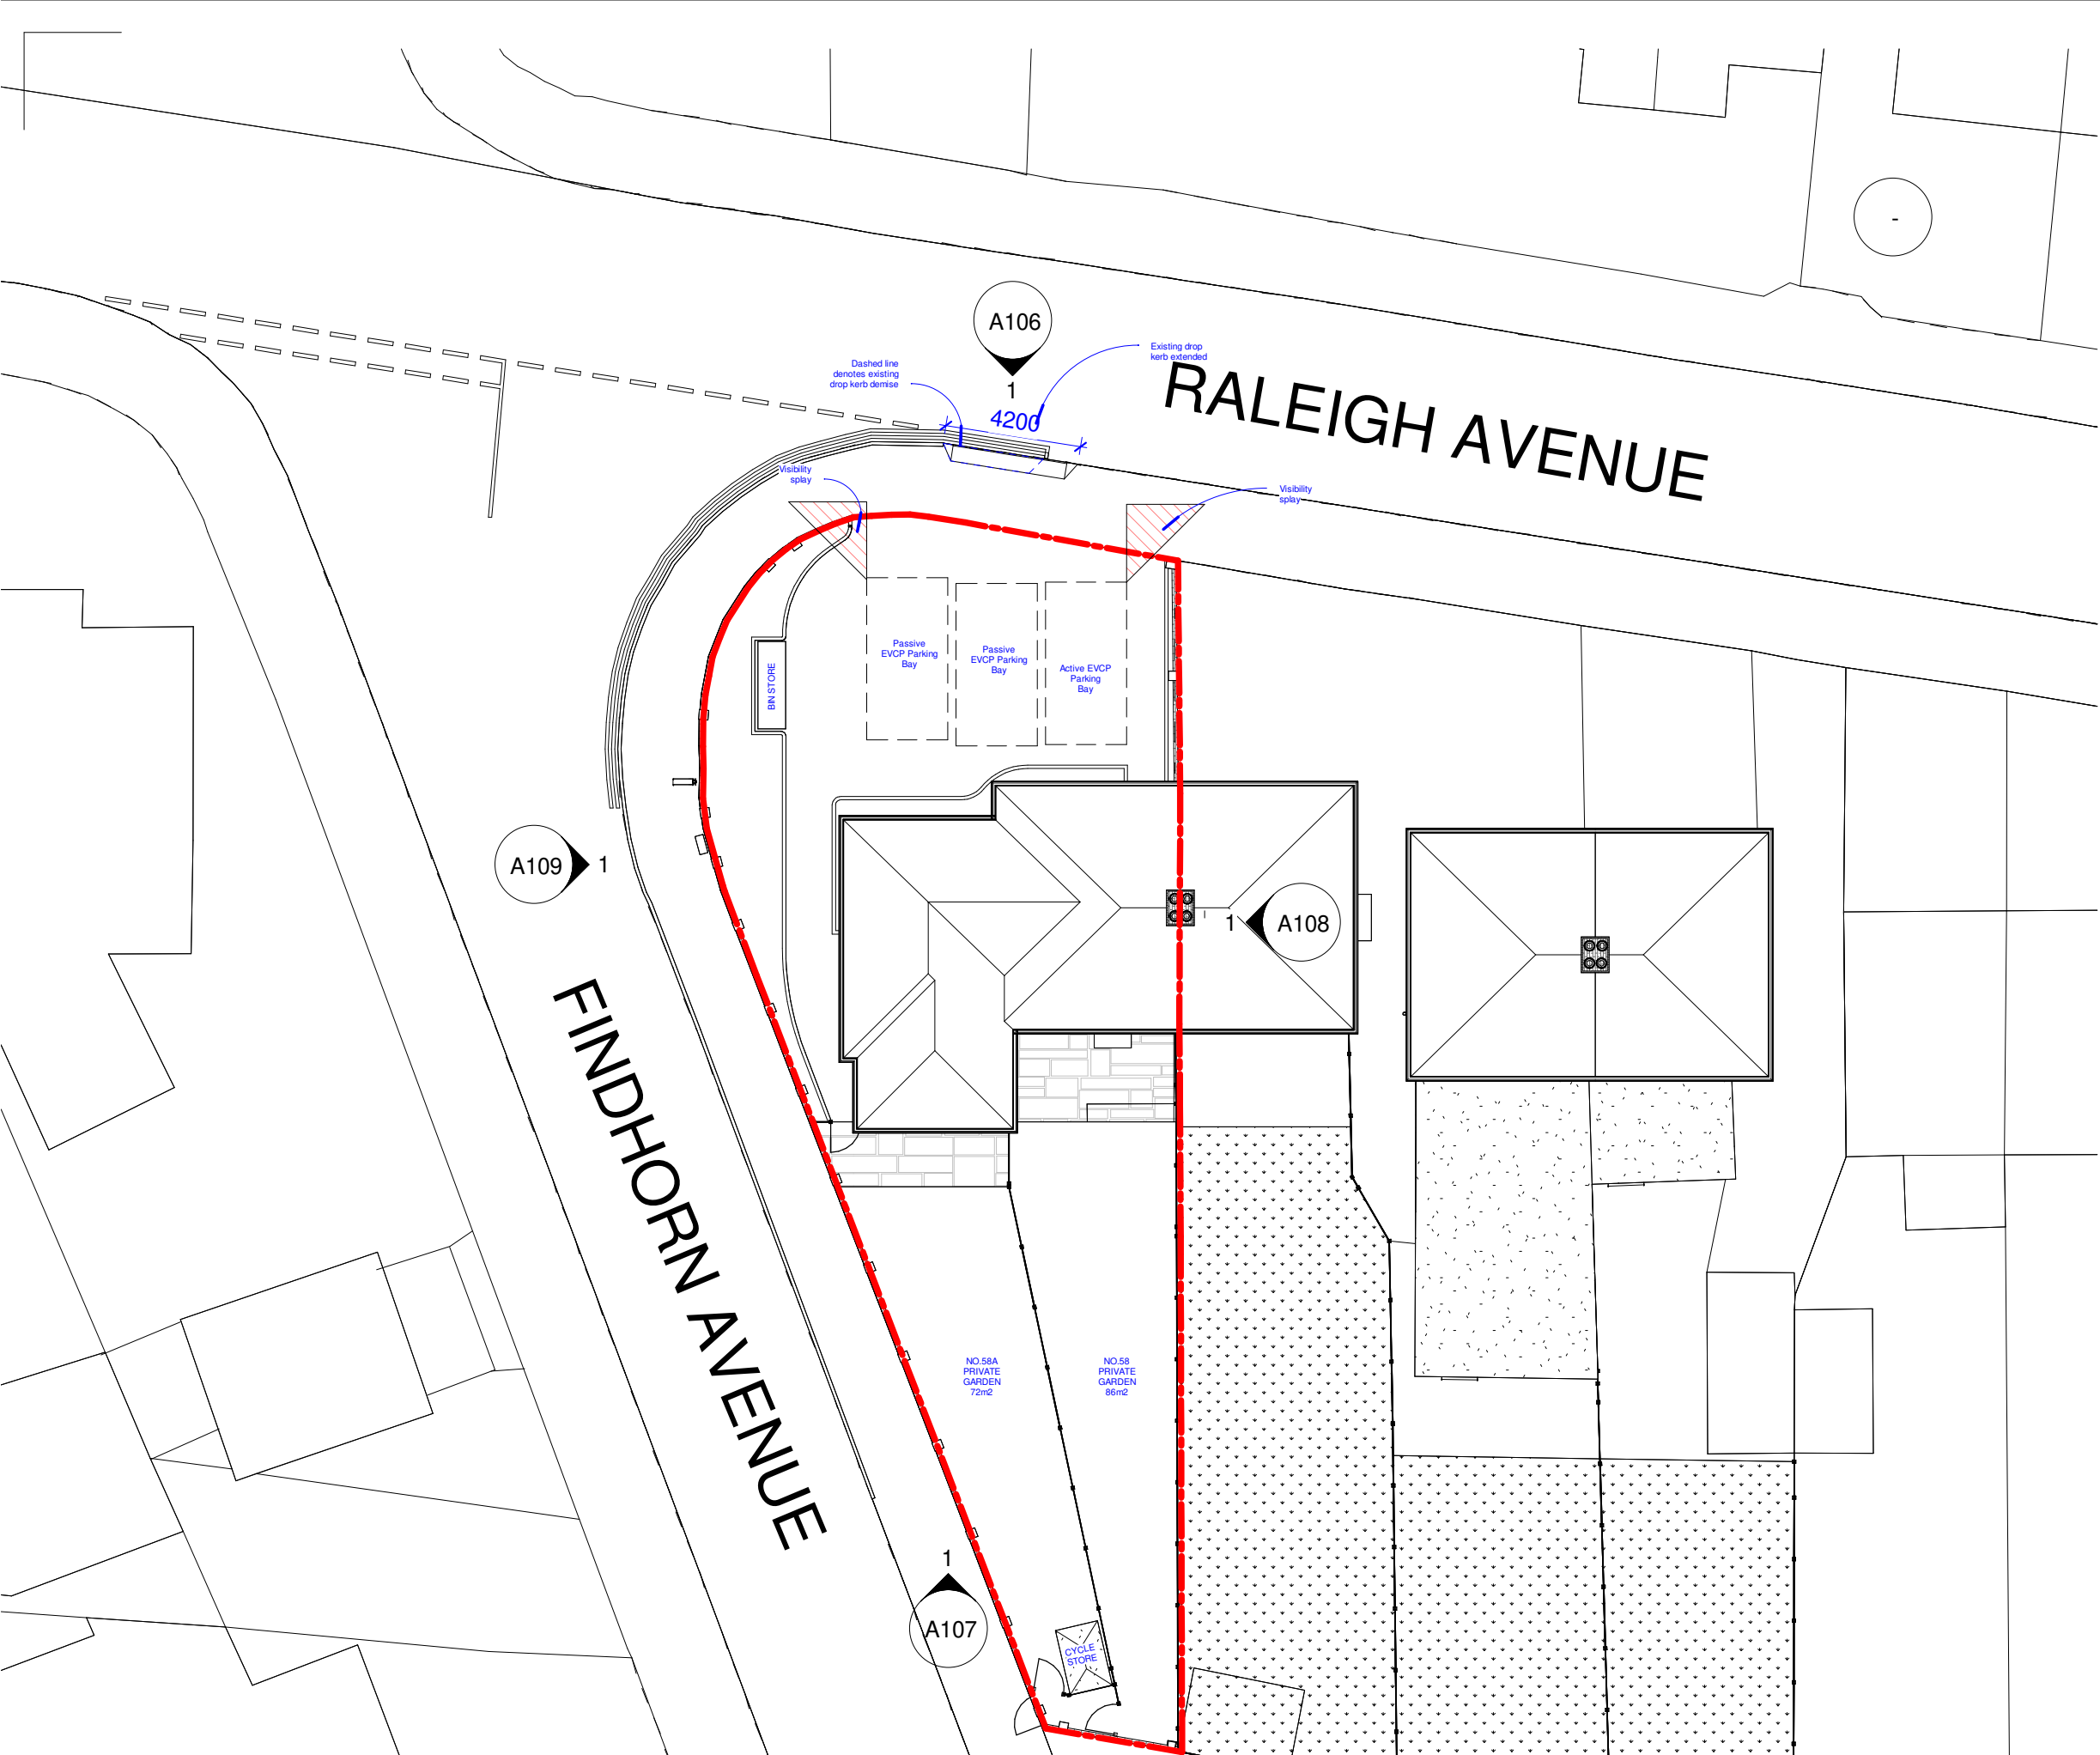 -
A106
1
Existing drop
kerb extended
Dashed line
denotes existing
drop kerb demise
4200
RALEIGH AVENUE
Visibility
splay
Visibility
splay
Passive
EVCP Parking
Bay
Passive
EVCP Parking
Bay
Active EVCP
Parking
Bay
BIN STORE
A109
1
1
A108
FINDHORN AVENUE
NO.58A
PRIVATE
GARDEN
72m2
NO.58
PRIVATE
GARDEN
86m2
1
A107
CYCLE
STORE